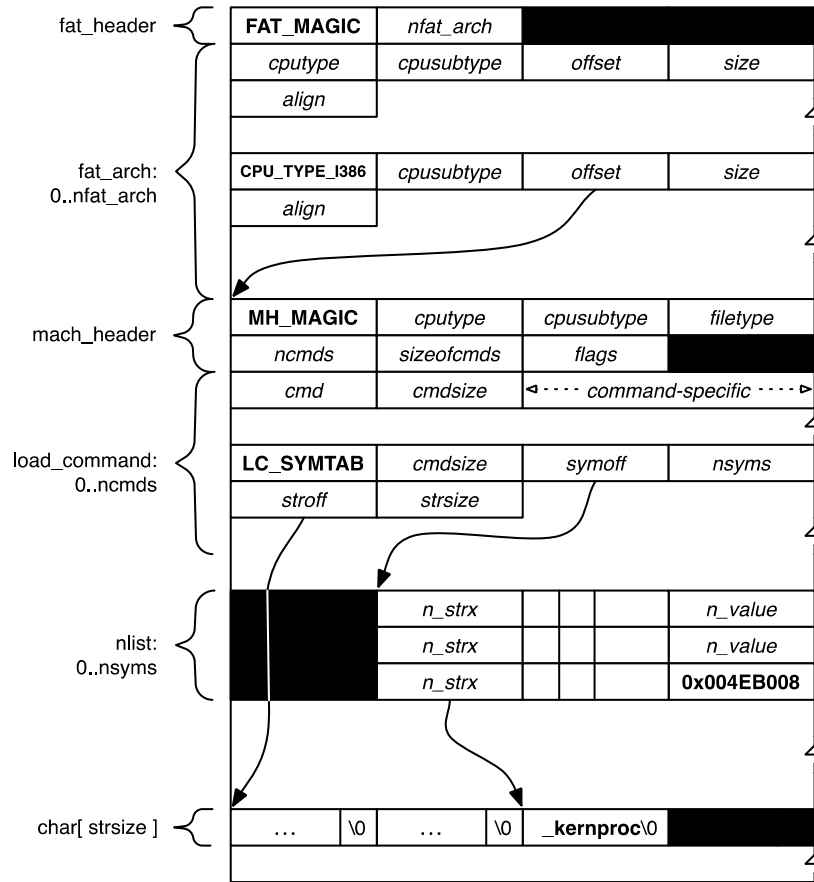 fat_header
FAT_MAGIC nfat_arch
cputype cpusubtype offset size
align
fat_arch:
0..nfat_arch
CPU_TYPE_I386 cpusubtype offset size
align
mach_header
MH_MAGIC cputype cpusubtype filetype
ncmds sizeofcmds flags
cmd cmdsize command-specific
load_command:
0..ncmds
LC_SYMTAB cmdsize symoff nsyms
stroff strsize
nlist:
0..nsyms
n_strx n_value
n_strx n_value
n_strx 0x004EB008
char[ strsize ]
... \0 ... \0 _kernproc\0